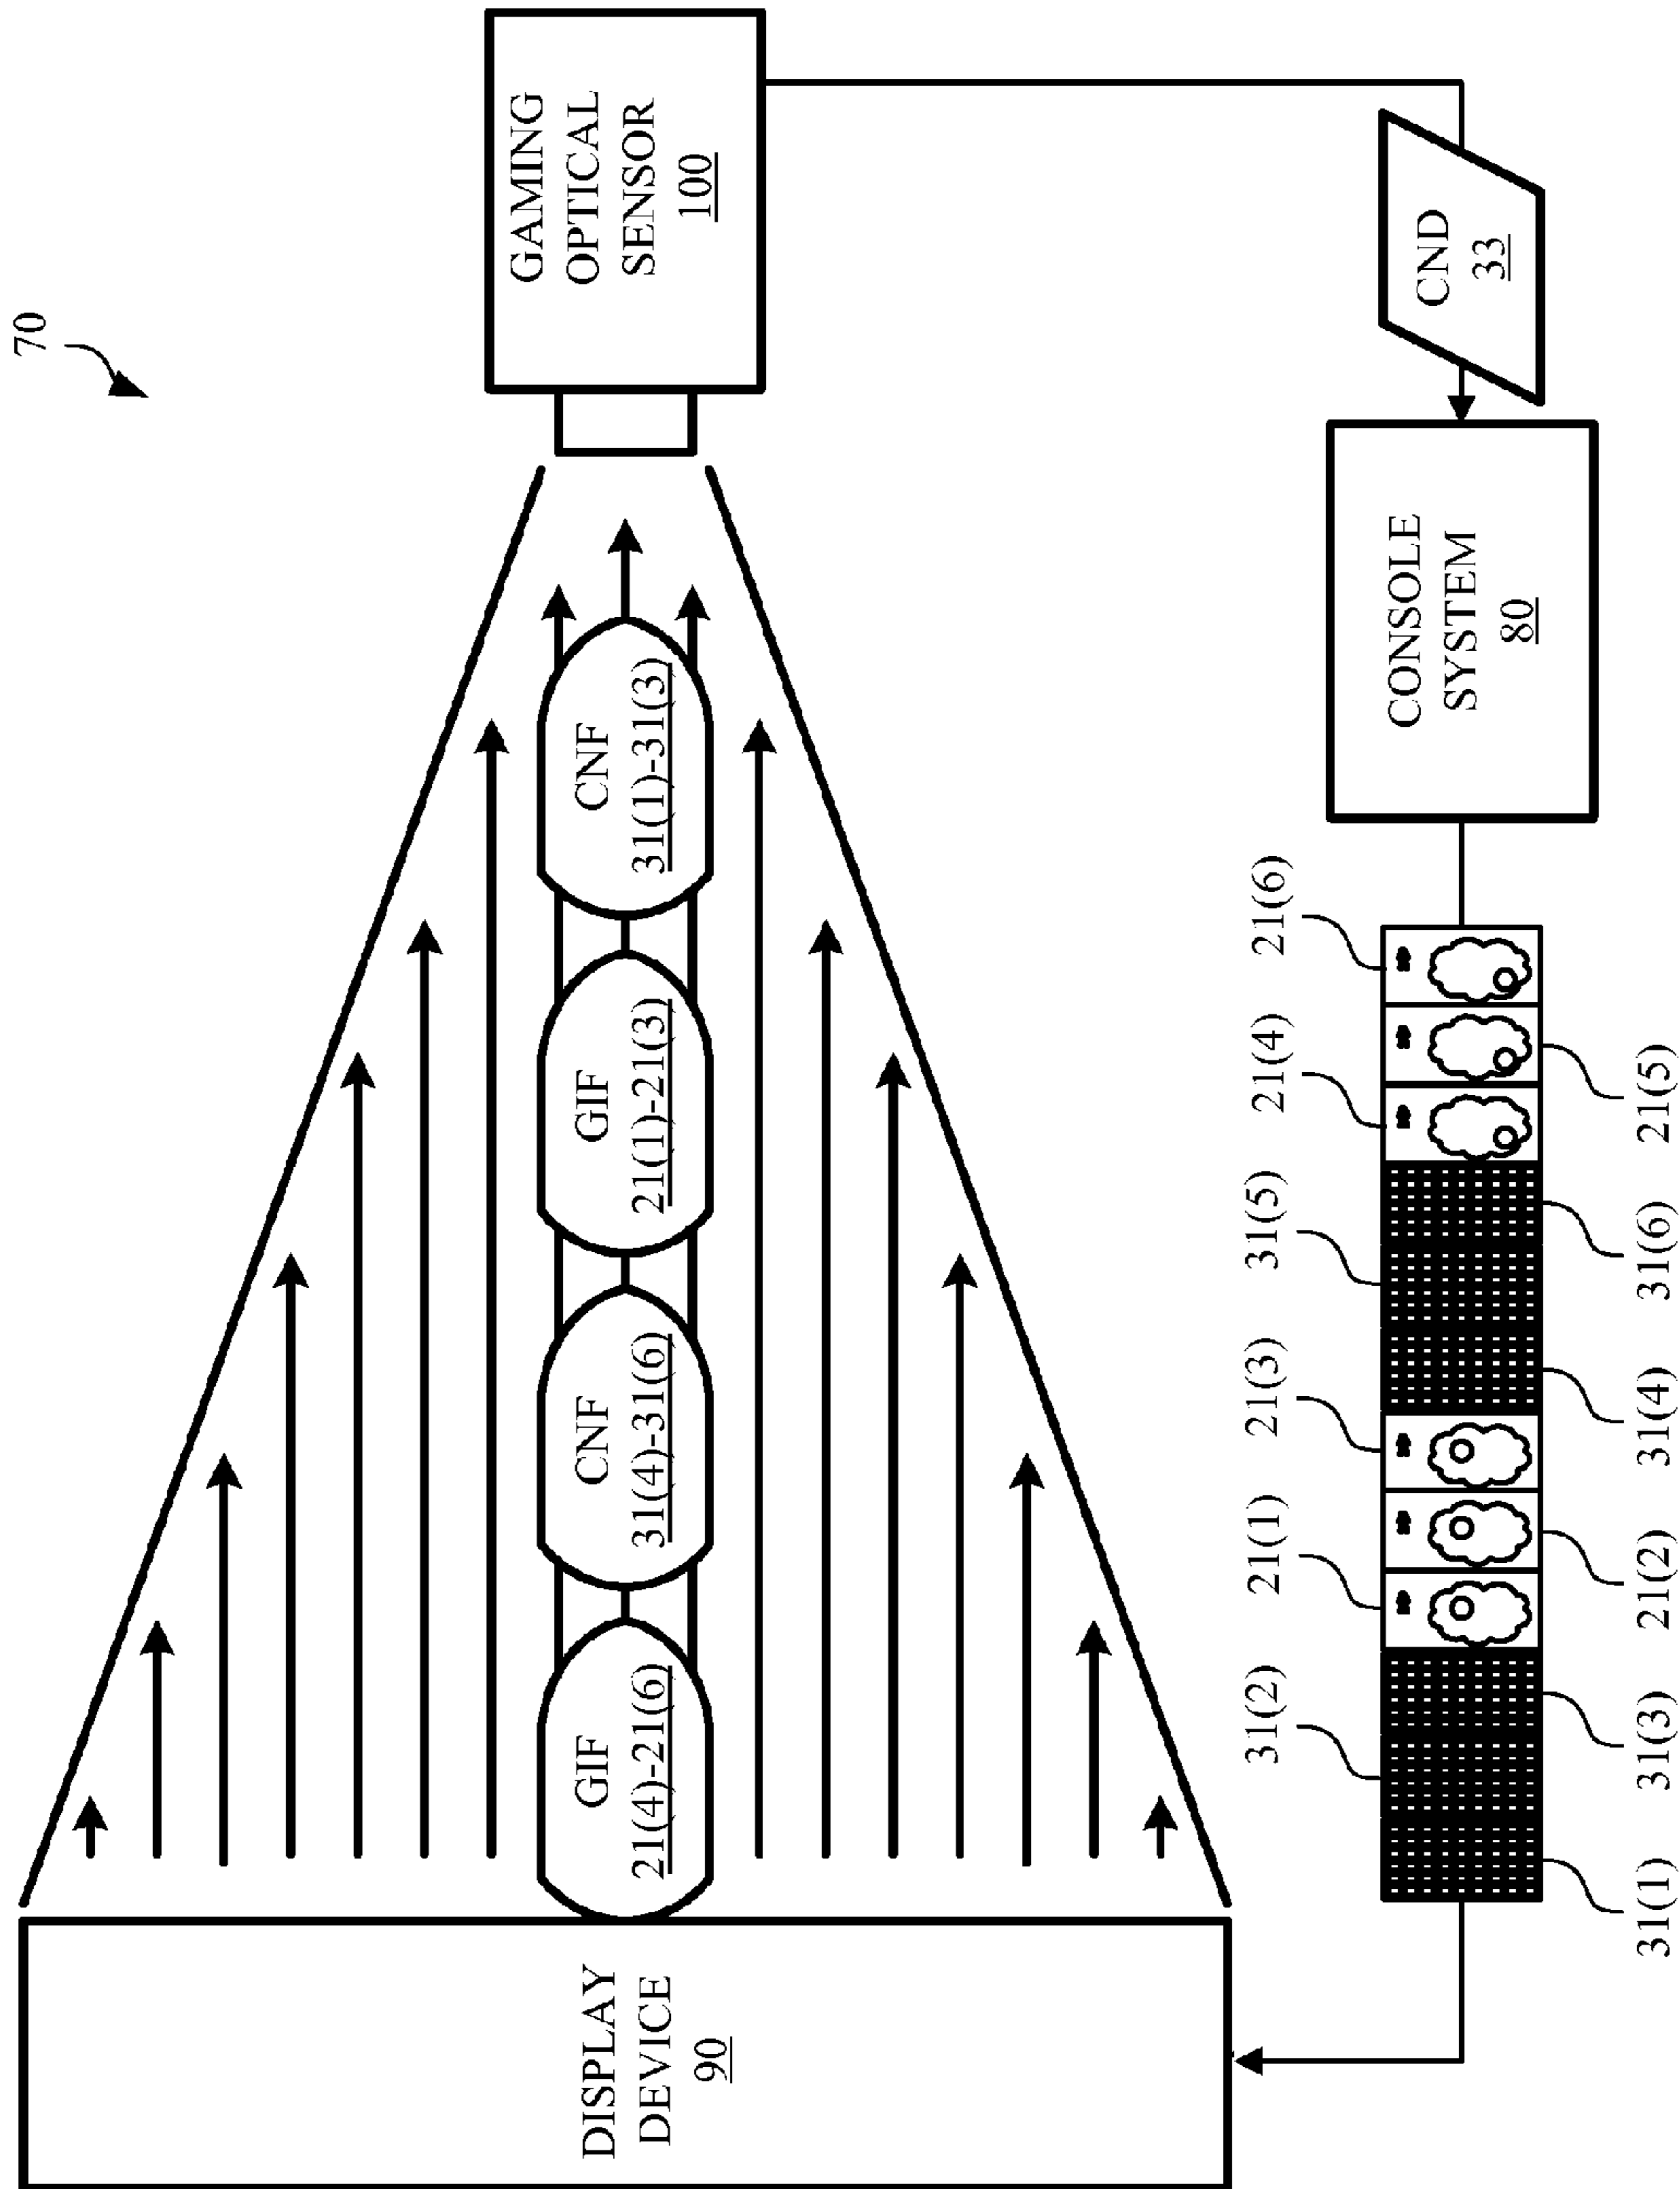 70
DISPLAY
DEVICE
90
GIF
21(4)-21(6)
CNF
31(4)-31(6)
GIF
21(1)-21(3)
CNF
31(1)-31(3)
GAMING
OPTICAL
SENSOR
100
31(2)
21(1)
21(3)
31(5)
21(4)
21(6)
31(1)
31(3)
21(2)
31(4)
31(6)
21(5)
CONSOLE
SYSTEM
80
CND
33